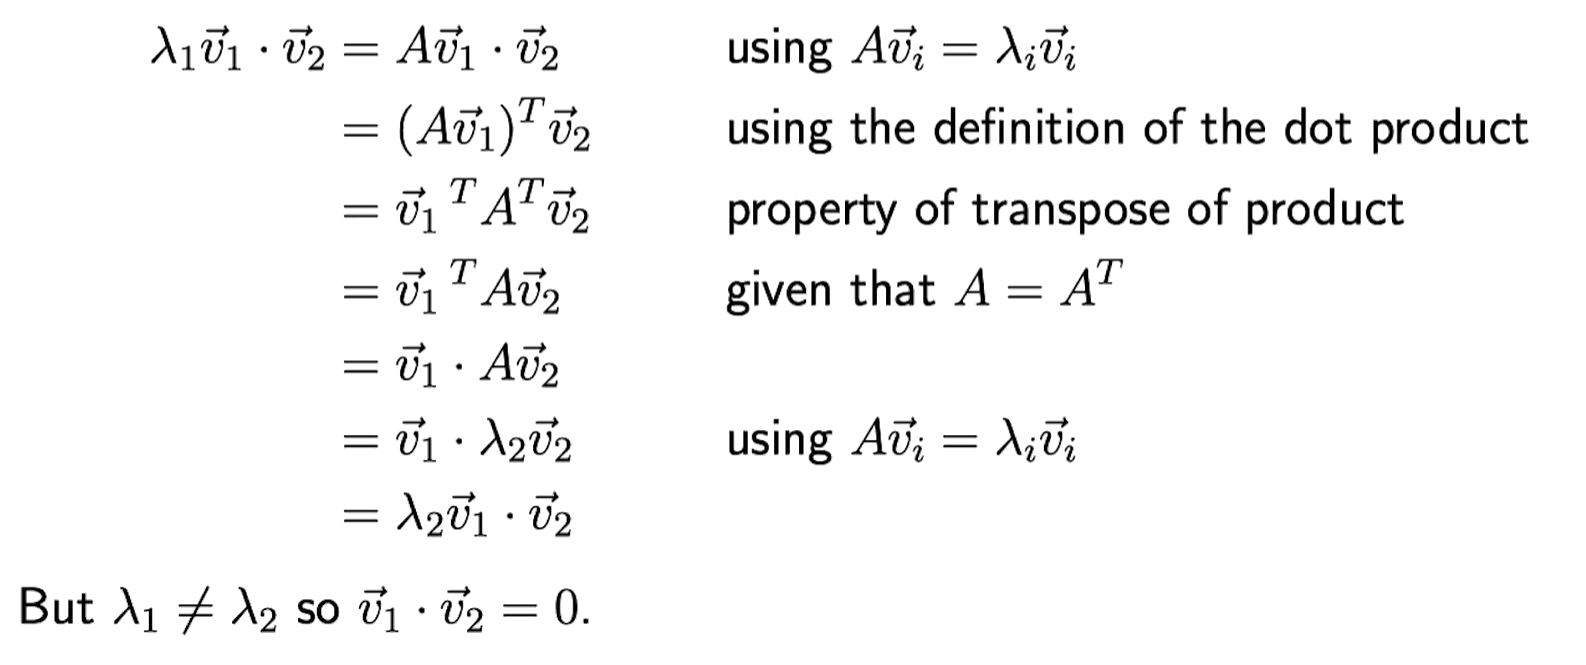 λ₁v⃗₁ · v⃗₂ = Av⃗₁ · v⃗₂ using Av⃗ᵢ = λᵢv⃗ᵢ
= (Av⃗₁)ᵀv⃗₂ using the definition of the dot product
= v⃗₁ᵀAᵀv⃗₂ property of transpose of product
= v⃗₁ᵀAv⃗₂ given that A = Aᵀ
= v⃗₁ · Av⃗₂
= v⃗₁ · λ₂v⃗₂ using Av⃗ᵢ = λᵢv⃗ᵢ
= λ₂v⃗₁ · v⃗₂
But λ₁ ≠ λ₂ so v⃗₁ · v⃗₂ = 0.